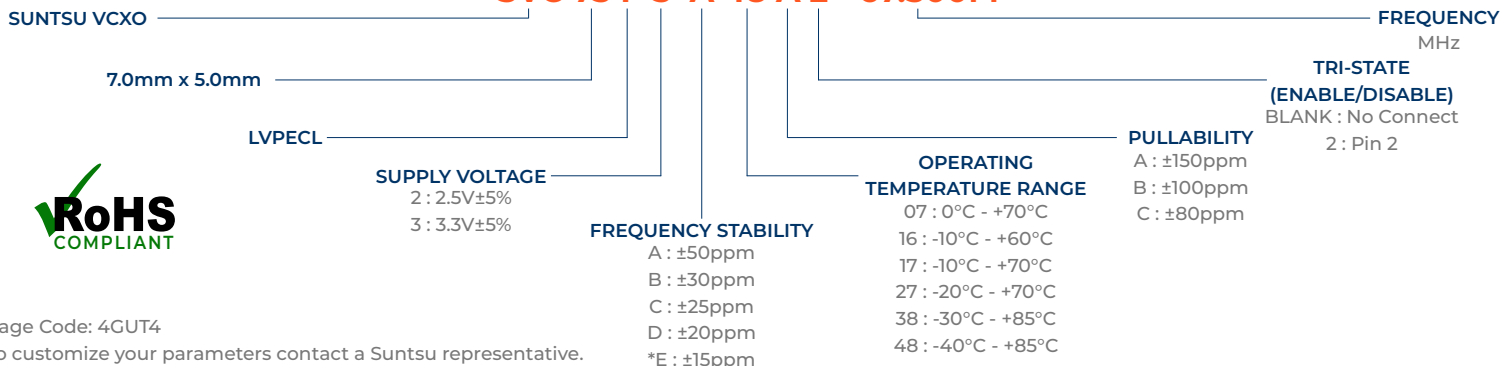 SUNTSU VCXO
7.0mm x 5.0mm
LVPECL
SUPPLY VOLTAGE
2 : 2.5V±5%
3 : 3.3V±5%
FREQUENCY STABILITY
A : ±50ppm
B : ±30ppm
C : ±25ppm
D : ±20ppm
*E : ±15ppm
OPERATING
TEMPERATURE RANGE
07 : 0°C - +70°C
16 : -10°C - +60°C
17 : -10°C - +70°C
27 : -20°C - +70°C
38 : -30°C - +85°C
48 : -40°C - +85°C
PULLABILITY
A : ±150ppm
B : ±100ppm
C : ±80ppm
TRI-STATE
(ENABLE/DISABLE)
BLANK : No Connect
2 : Pin 2
FREQUENCY
MHz
RoHS
COMPLIANT
Code: 4GUT4
customize your parameters contact a Suntsu representative.